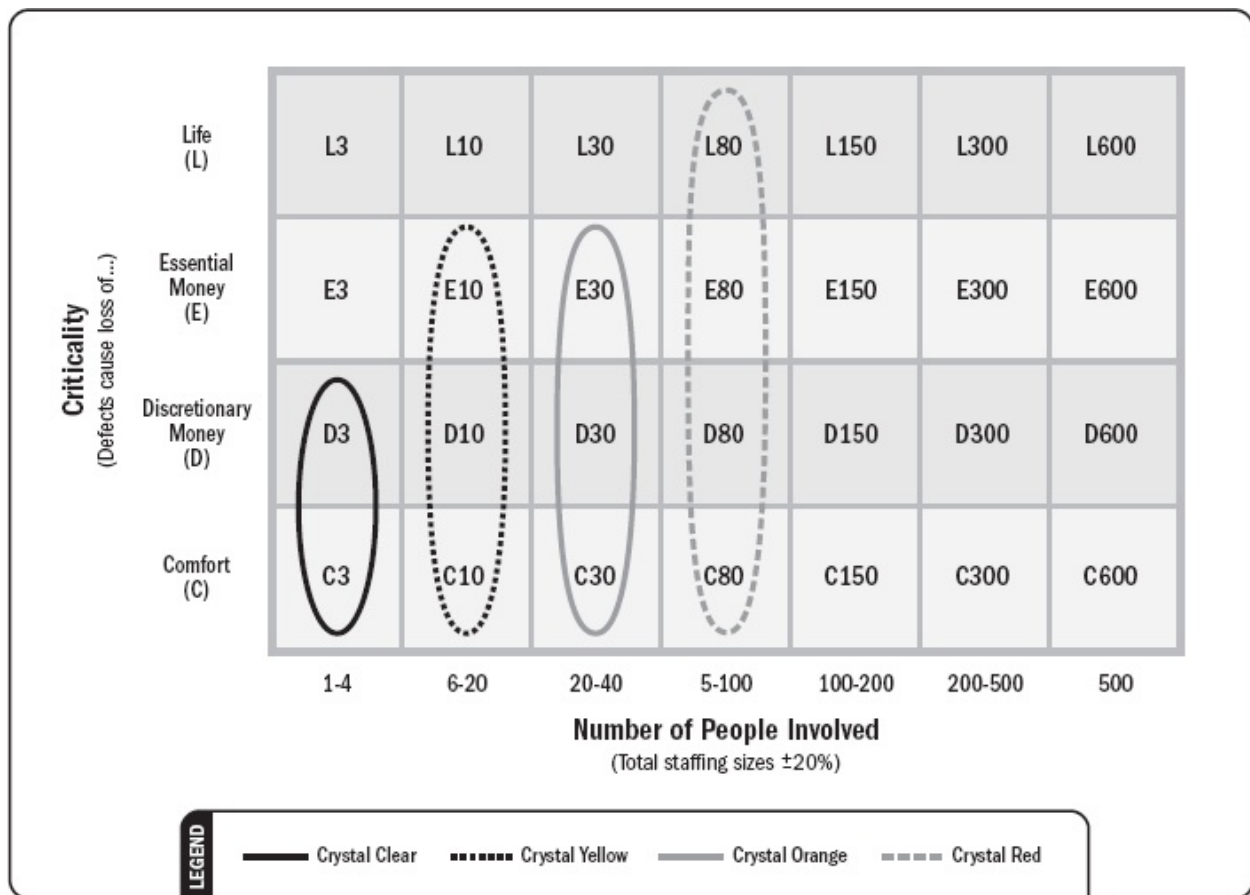 Life
(L)
L3 L10 L30 L80 L150 L300 L600
Criticality
(Defects cause loss of...)
Essential
Money
(E)
E3 E10 E30 E80 E150 E300 E600
Discretionary
Money
(D)
D3 D10 D30 D80 D150 D300 D600
Comfort
(C)
C3 C10 C30 C80 C150 C300 C600
1-4 6-20 20-40 5-100 100-200 200-500 500
Number of People Involved
(Total staffing sizes ±20%)
LEGEND
Crystal Clear Crystal Yellow Crystal Orange Crystal Red